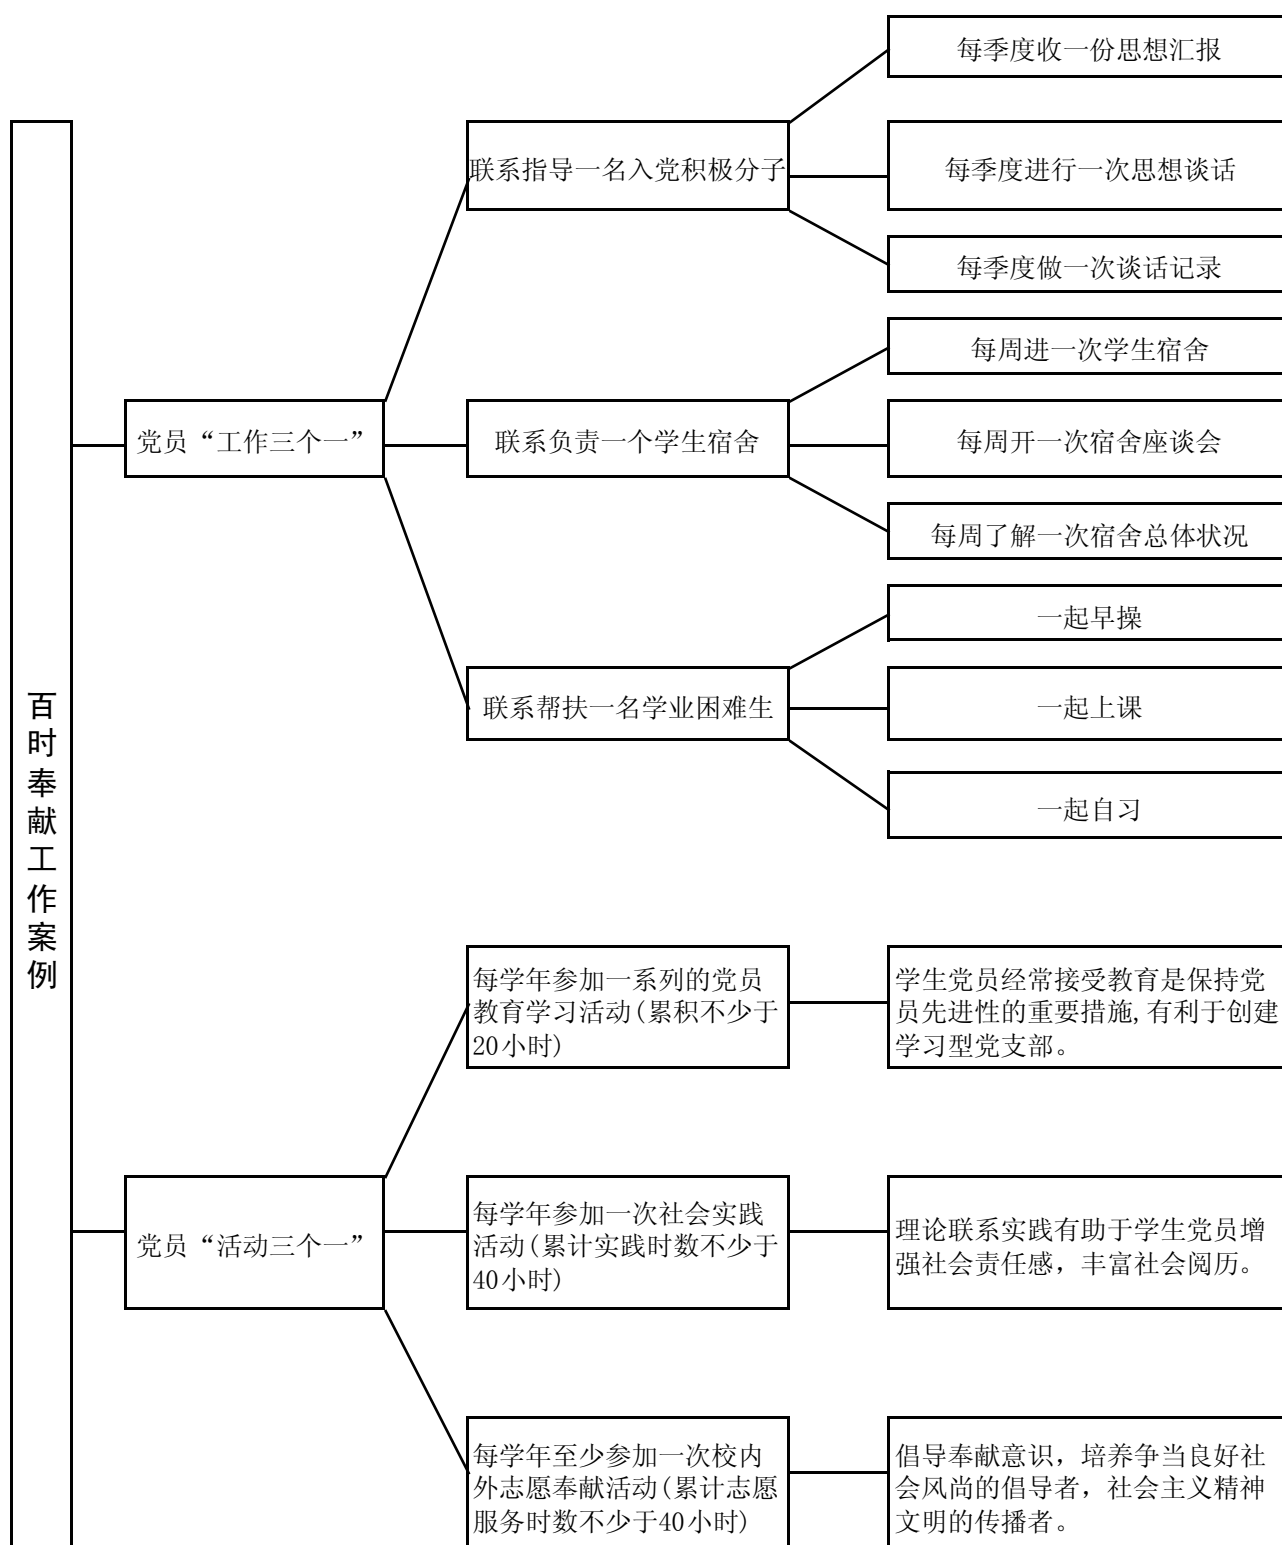 百时奉献工作案例
党员“工作三个一”
联系指导一名入党积极分子
每季度收一份思想汇报
每季度进行一次思想谈话
每季度做一次谈话记录
联系负责一个学生宿舍
每周进一次学生宿舍
每周开一次宿舍座谈会
每周了解一次宿舍总体状况
联系帮扶一名学业困难生
一起早操
一起上课
一起自习
党员“活动三个一”
每学年参加一系列的党员
教育学习活动(累积不少于
20小时)
学生党员经常接受教育是保持党
员先进性的重要措施,有利于创建
学习型党支部。
每学年参加一次社会实践
活动(累计实践时数不少于
40小时)
理论联系实践有助于学生党员增
强社会责任感，丰富社会阅历。
每学年至少参加一次校内
外志愿奉献活动(累计志愿
服务时数不少于40小时)
倡导奉献意识，培养争当良好社
会风尚的倡导者，社会主义精神
文明的传播者。